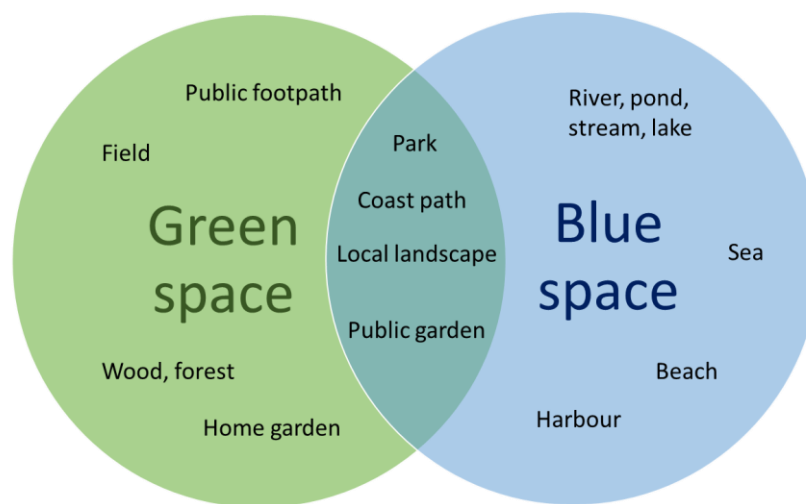 Public footpath
Field
Green
space
Wood, forest
Home garden
Park
Coast path
Local landscape
Public garden
River, pond,
stream, lake
Blue
space
Sea
Beach
Harbour